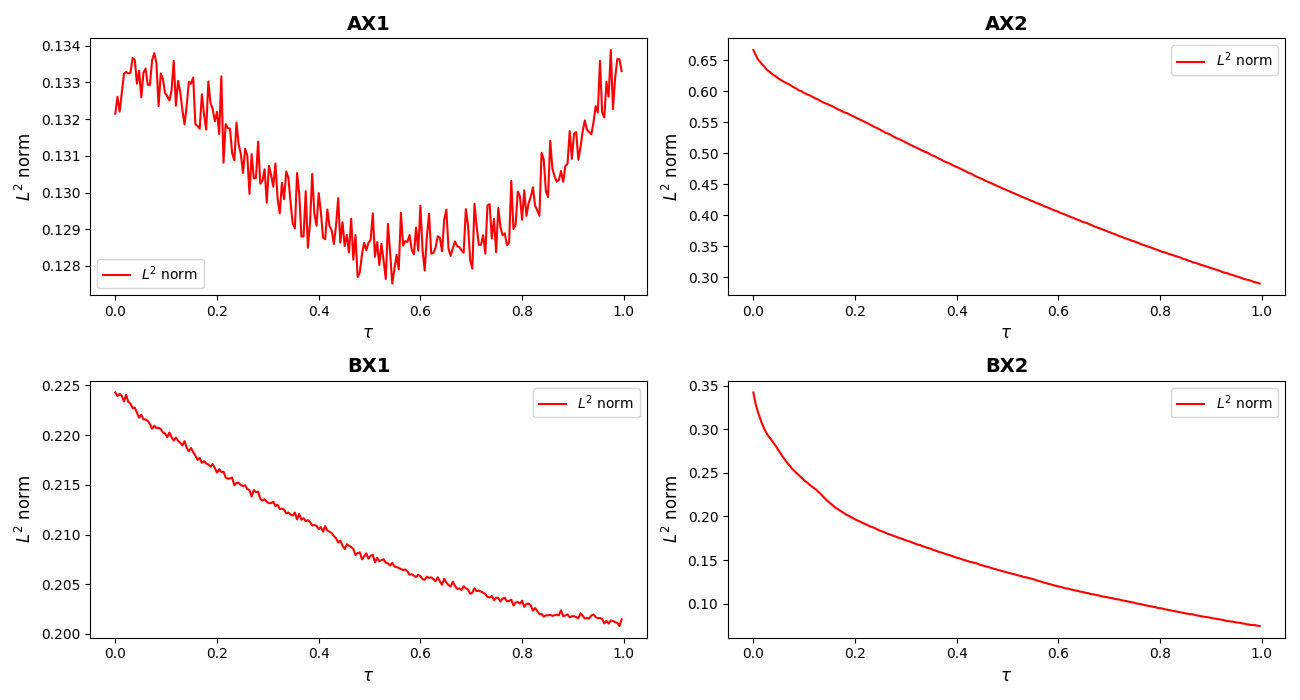 AX1
0.134
0.133
0.132
0.131
0.130
0.129
0.128
L² norm
L² norm
0.0 0.2 0.4 0.6 0.8 1.0
τ
AX2
0.65
0.60
0.55
0.50
0.45
0.40
0.35
0.30
L² norm
L² norm
0.0 0.2 0.4 0.6 0.8 1.0
τ
BX1
0.225
0.220
0.215
0.210
0.205
0.200
L² norm
L² norm
0.0 0.2 0.4 0.6 0.8 1.0
τ
BX2
0.35
0.30
0.25
0.20
0.15
0.10
L² norm
L² norm
0.0 0.2 0.4 0.6 0.8 1.0
τ